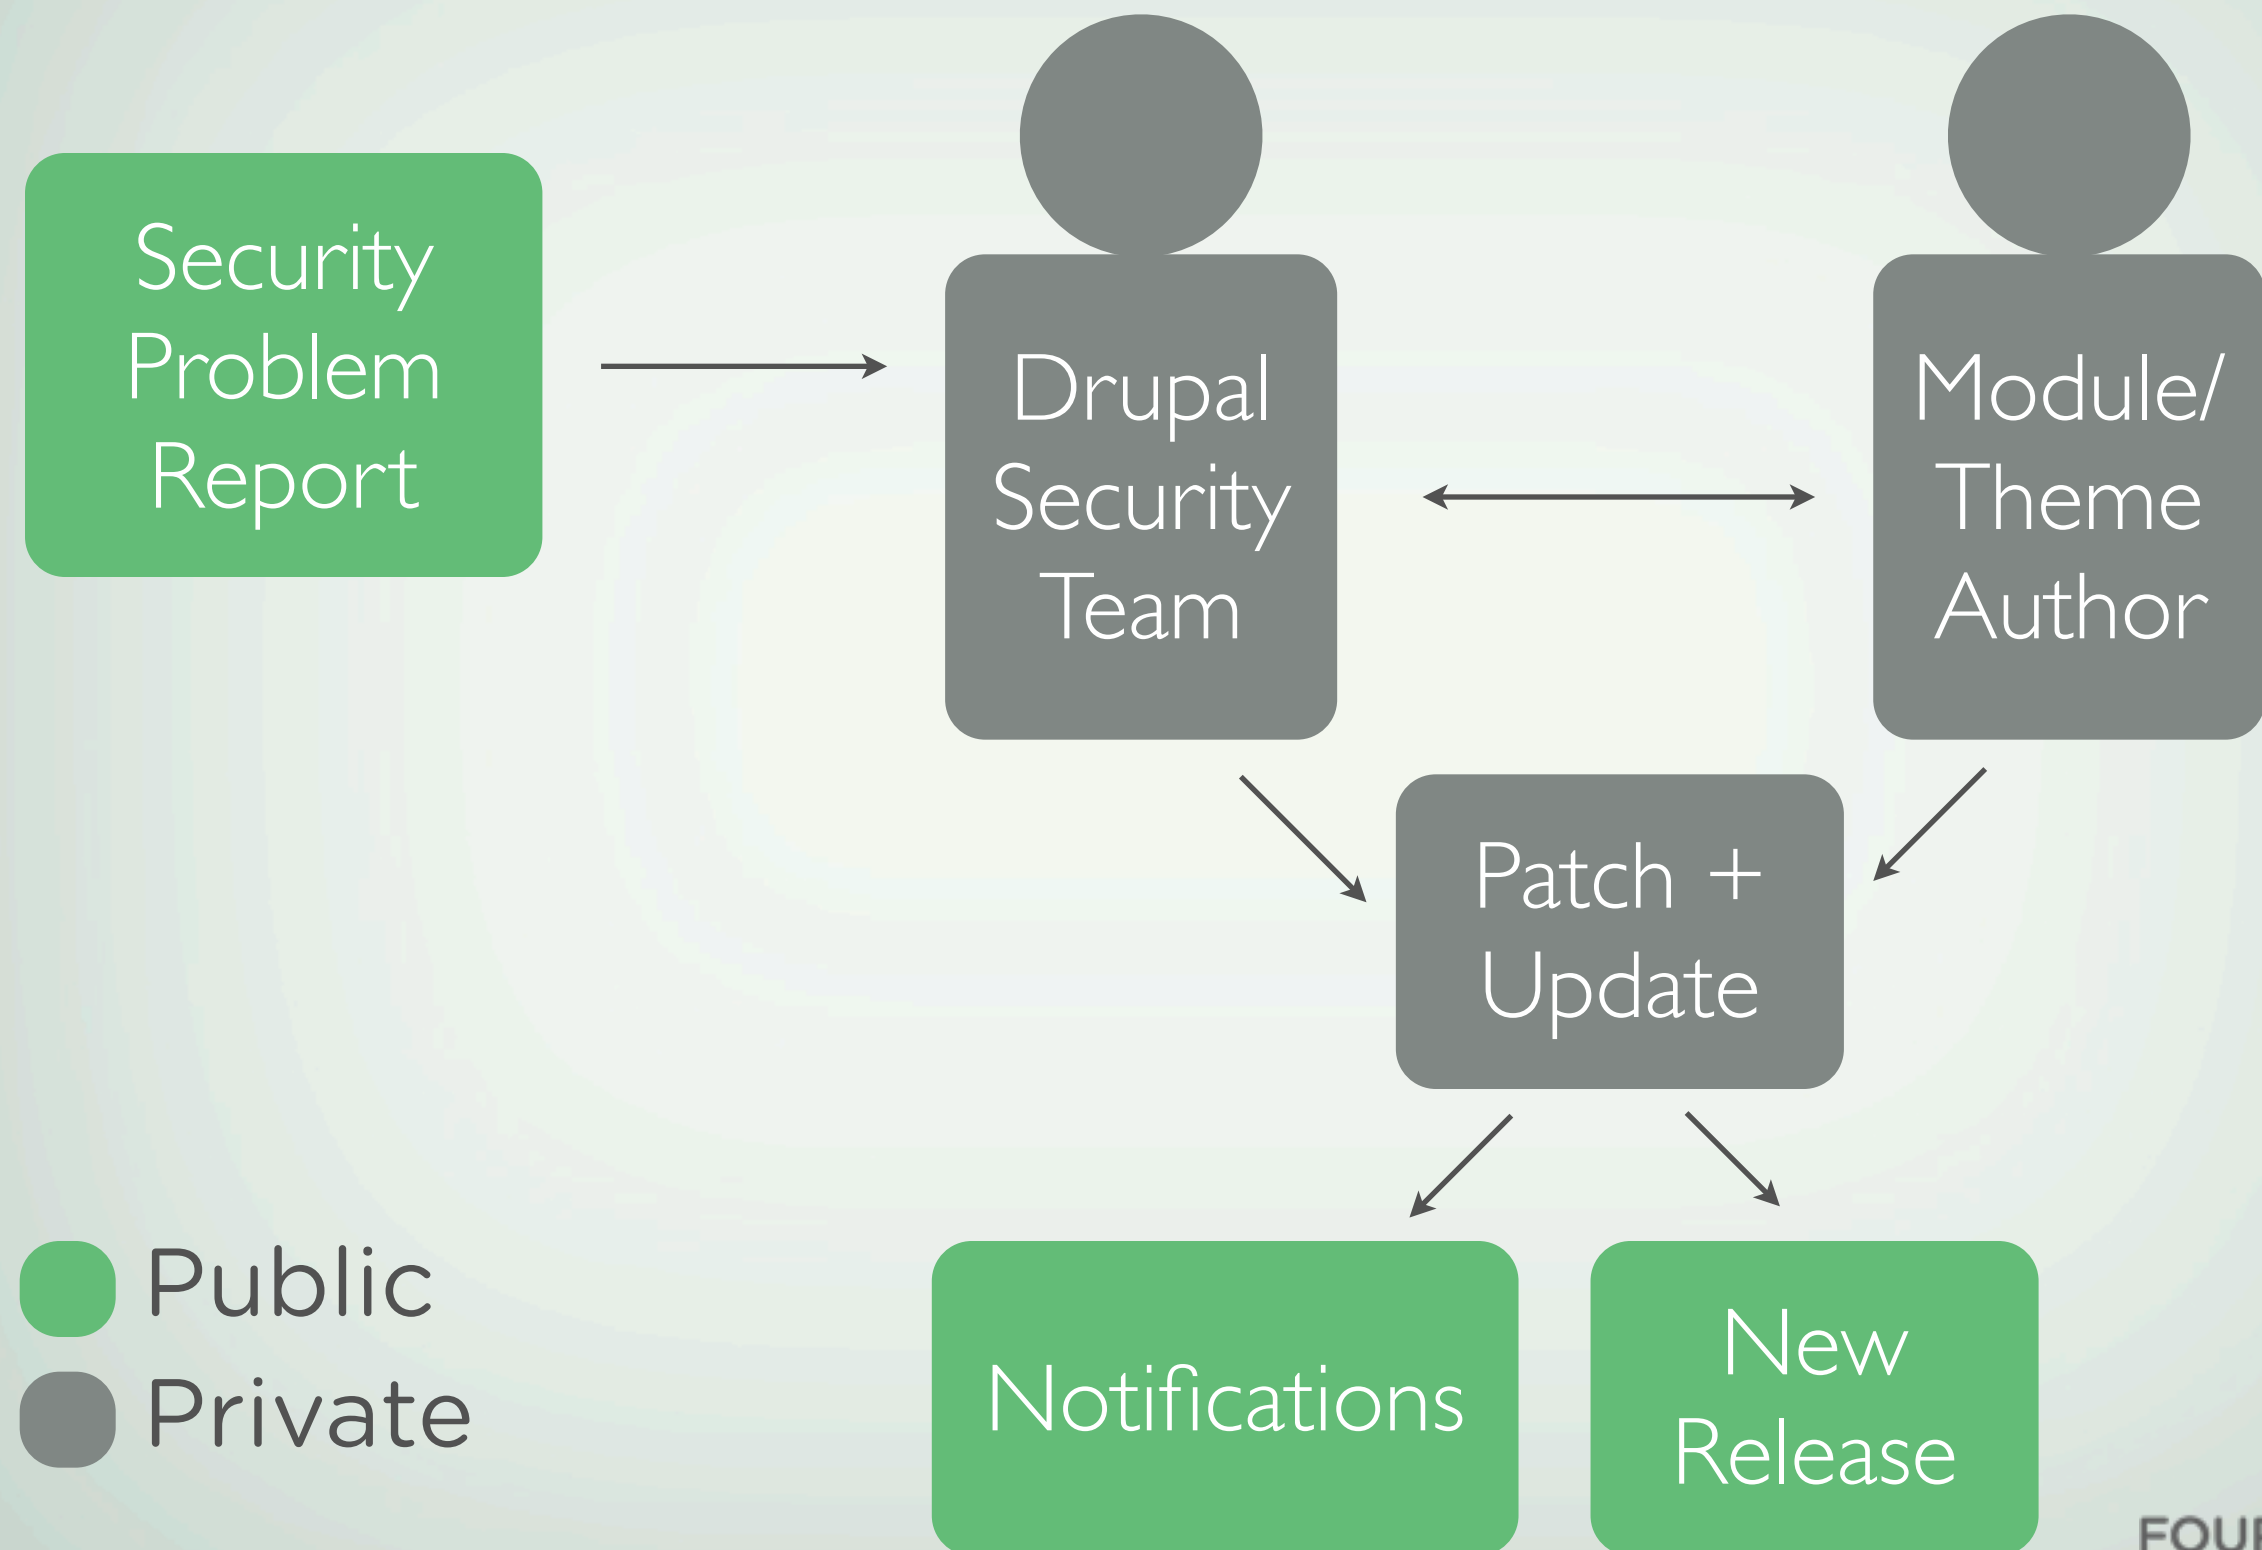 Security
Problem
Report
Drupal
Security
Team
Module/
Theme
Author
Patch +
Update
Public
Private
Notifications
New
Release